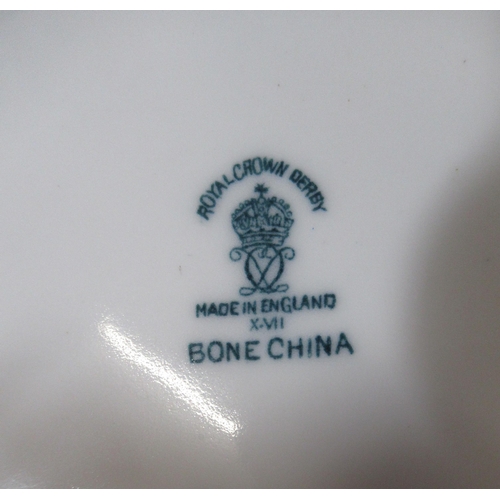 ROYAL CROWN DERBY
MADE IN ENGLAND
X-VII
BONE CHINA